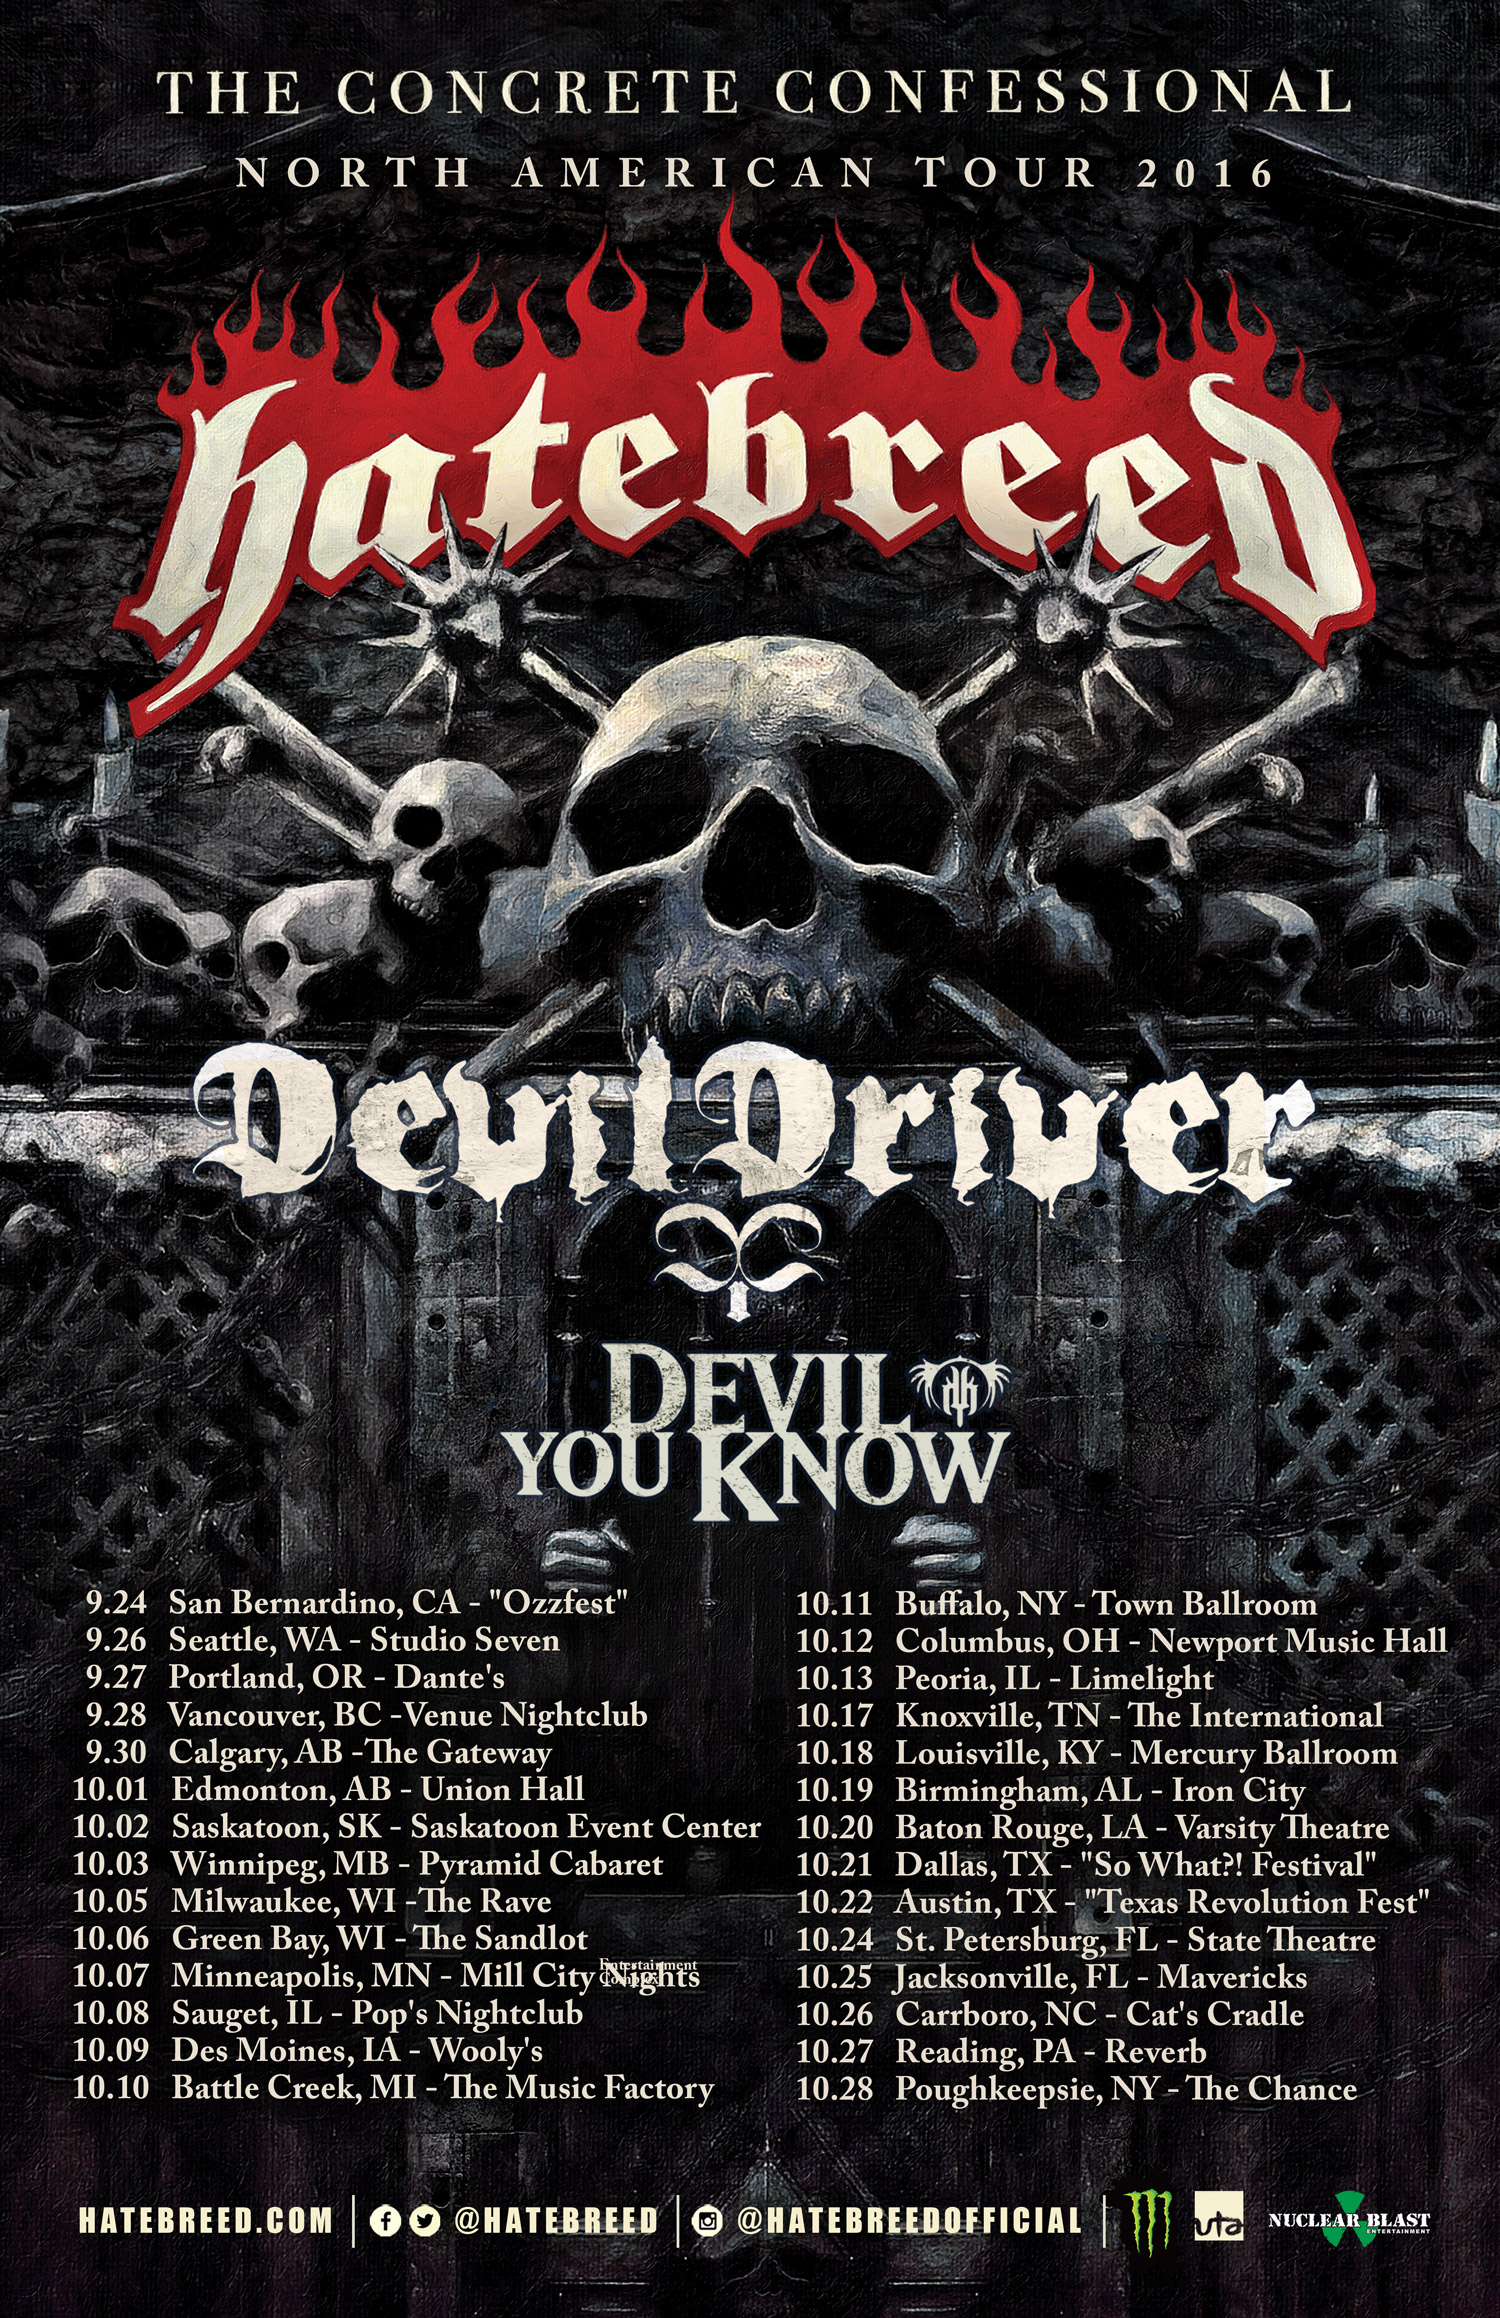 THE CONCRETE CONFESSIONAL
NORTH AMERICAN TOUR 2016
hatebreed
DevilDriver
DEVIL
YOU KNOW
9.24 San Bernardino, CA - "Ozzfest"
9.26 Seattle, WA - Studio Seven
9.27 Portland, OR - Dante's
9.28 Vancouver, BC -Venue Nightclub
9.30 Calgary, AB -The Gateway
10.01 Edmonton, AB - Union Hall
10.02 Saskatoon, SK - Saskatoon Event Center
10.03 Winnipeg, MB - Pyramid Cabaret
10.05 Milwaukee, WI -The Rave
10.06 Green Bay, WI - The Sandlot
Entertainment
Complex
10.07 Minneapolis, MN - Mill City Nights
10.08 Sauget, IL - Pop's Nightclub
10.09 Des Moines, IA - Wooly's
10.10 Battle Creek, MI - The Music Factory
10.11 Buffalo, NY - Town Ballroom
10.12 Columbus, OH - Newport Music Hall
10.13 Peoria, IL - Limelight
10.17 Knoxville, TN - The International
10.18 Louisville, KY - Mercury Ballroom
10.19 Birmingham, AL - Iron City
10.20 Baton Rouge, LA - Varsity Theatre
10.21 Dallas, TX - "So What?! Festival"
10.22 Austin, TX - "Texas Revolution Fest"
10.24 St. Petersburg, FL - State Theatre
10.25 Jacksonville, FL - Mavericks
10.26 Carrboro, NC - Cat's Cradle
10.27 Reading, PA - Reverb
10.28 Poughkeepsie, NY - The Chance
HATEBREED.COM | @HATEBREED | @HATEBREEDOFFICIAL |
uta
NUCLEAR BLAST
ENTERTAINMENT